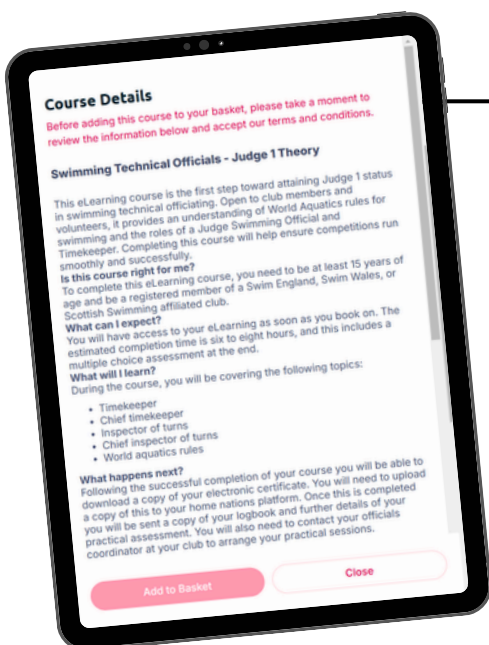 Course Details
Before adding this course to your basket, please take a moment to
review the information below and accept our terms and conditions.
Swimming Technical Officials - Judge 1 Theory
This eLearning course is the first step toward attaining Judge 1 status
in swimming technical officiating. Open to club members and
volunteers, it provides an understanding of World Aquatics rules for
swimming and the roles of a Judge Swimming Official and
Timekeeper. Completing this course will help ensure competitions run
smoothly and successfully.
Is this course right for me?
To complete this eLearning course, you need to be at least 15 years of
age and be a registered member of a Swim England, Swim Wales, or
Scottish Swimming affiliated club.
What can I expect?
You will have access to your eLearning as soon as you book on. The
estimated completion time is six to eight hours, and this includes a
multiple choice assessment at the end.
What will I learn?
During the course, you will be covering the following topics:
• Timekeeper
• Chief timekeeper
• Inspector of turns
• Chief inspector of turns
• World aquatics rules
What happens next?
Following the successful completion of your course you will be able to
download a copy of your electronic certificate. You will need to upload
a copy of this to your home nations platform. Once this is completed
you will be sent a copy of your logbook and further details of your
practical assessment. You will also need to contact your officials
coordinator at your club to arrange your practical sessions.
Add to Basket
Close